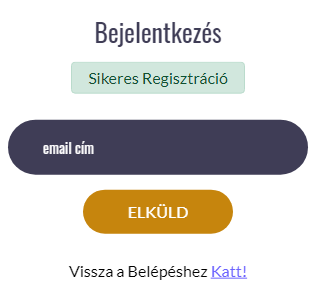 Bejelentkezés
Sikeres Regisztráció
email cím
ELKÜLD
Vissza a Belépéshez Katt!